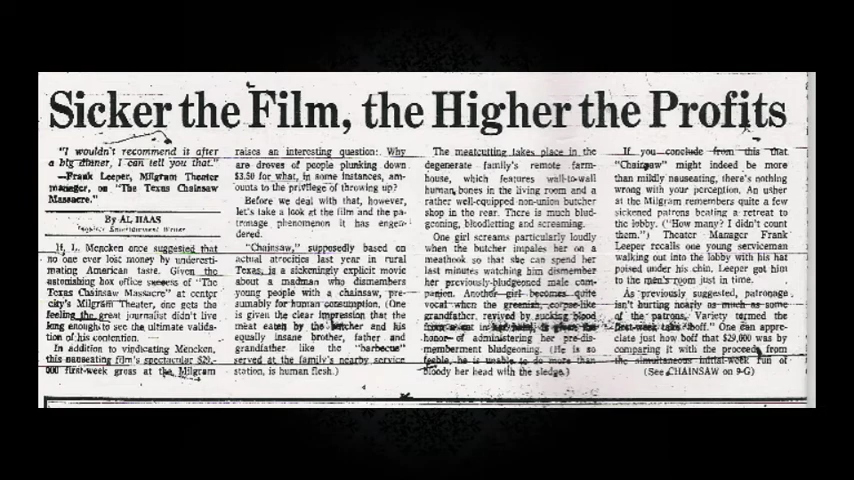 Sicker the Film, the Higher the Profits
"I wouldn't recommend it after
a big dinner, I can tell you that."
—Frank Leeper, Milgram Theater
manager, on "The Texas Chainsaw
Massacre."
By AL HAAS
Inquirer Entertainment Writer
H. L. Mencken once suggested that
no one ever lost money by underesti-
mating American taste. Given the
astonishing box office success of "The
Texas Chainsaw Massacre" at center
city's Milgram Theater, one gets the
feeling the great journalist didn't live
long enough to see the ultimate valida-
tion of his contention.
In addition to vindicating Mencken,
this nauseating film's spectacular $29,-
000 first-week gross at the Milgram
raises an interesting question: Why
are droves of people plunking down
$3.50 for what, in some instances, am-
ounts to the privilege of throwing up?
Before we deal with that, however,
let's take a look at the film and the pa-
tronage phenomenon it has engen-
dered.
"Chainsaw," supposedly based on
actual atrocities last year in rural
Texas, is a sickeningly explicit movie
about a madman who dismembers
young people with a chainsaw, pre-
sumably for human consumption. (One
is given the clear impression that the
meat eaten by the butcher and his
equally insane brother, father and
grandfather like the "barbecue"
served at the family's nearby service
station, is human flesh.)
The meatcutting takes place in the
degenerate family's remote farm-
house, which features wall-to-wall
human bones in the living room and a
rather well-equipped non-union butcher
shop in the rear. There is much blud-
geoning, bloodletting and screaming.
One girl screams particularly loudly
when the butcher impales her on a
meathook so that she can spend her
last minutes watching him dismember
her previously-bludgeoned male com-
panion. Another girl becomes quite
vocal when the greenish, corpse-like
grandfather, revived by sucking blood
from a cut in her hand, is given the
honor of administering her pre-dis-
memberment bludgeoning. (He is so
feeble, he is unable to do more than
bloody her head with the sledge.)
If you conclude from this that
"Chainsaw" might indeed be more
than mildly nauseating, there's nothing
wrong with your perception. An usher
at the Milgram remembers quite a few
sickened patrons beating a retreat to
the lobby. ("How many? I didn't count
them.") Theater Manager Frank
Leeper recalls one young serviceman
walking out into the lobby with his hat
poised under his chin. Leeper got him
to the men's room just in time.
As previously suggested, patronage
isn't hurting nearly as much as some
of the patrons. Variety termed the
first-week take "boff." One can appre-
ciate just how boff that $29,000 was by
comparing it with the proceeds from
the simultaneous initial-week run of
(See CHAINSAW on 9-G)